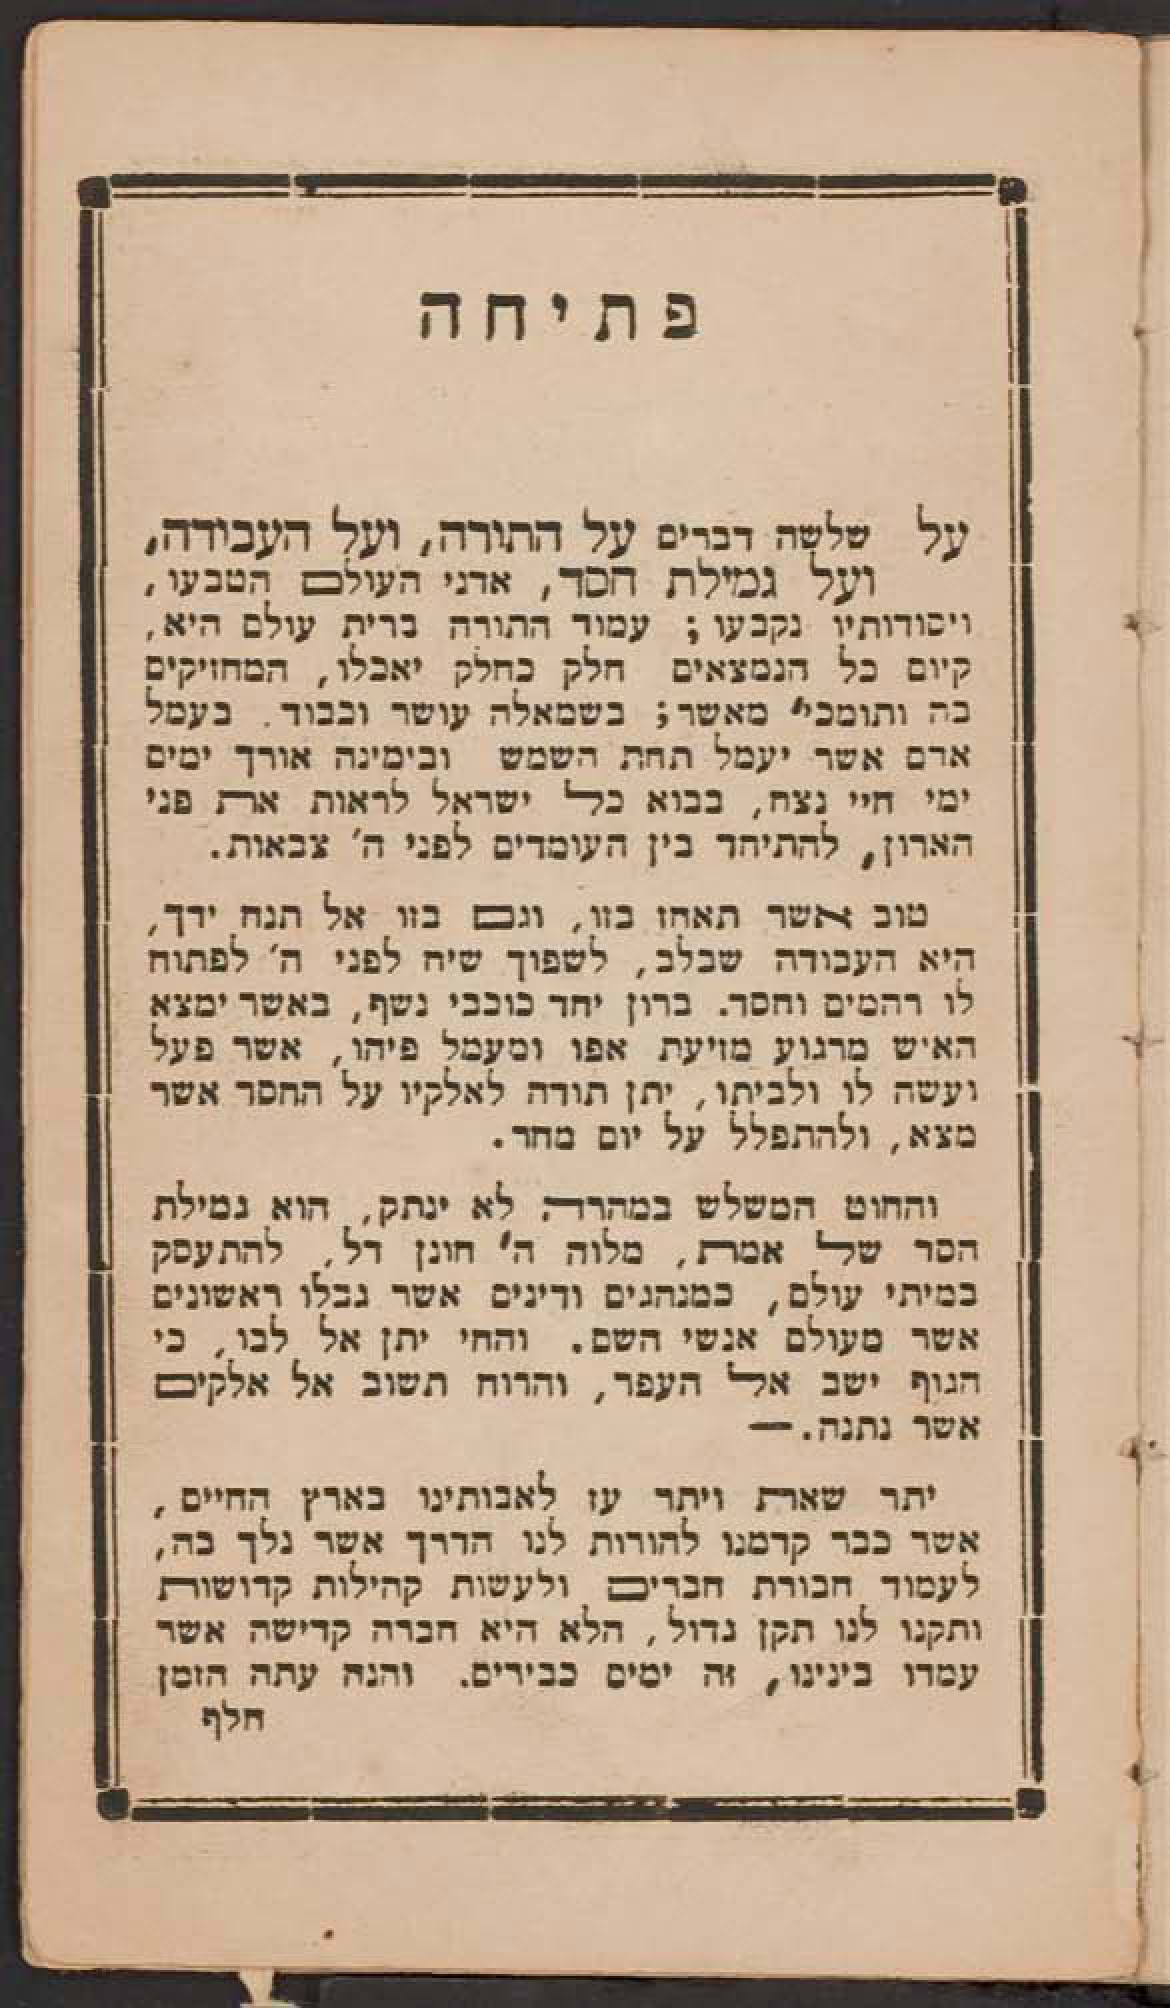 פתיחה
על שלשה דברים על התורה, ועל העבודה,
ועל גמילת חסד, אדני העולם הטבעו,
ויסודותיו נקבעו; עמוד התורה ברית עולם היא,
קיום כל הנמצאים חלק כחלק יאכלו, המחזיקים
בה ותומכי' מאשר; בשמאלה עושר וכבוד. בעמל
אדם אשר יעמל תחת השמש ובימינה אורך ימים
ימי חיי נצח, בבוא כל ישראל לראות את פני
הארון, להתיחד בין העומדים לפני ה' צבאות.
טוב אשר תאחז בזו, וגם בזו אל תנח ידך,
היא העבודה שבלב, לשפוך שיח לפני ה' לפתוח
לו רחמים וחסד. ברון יחד כוכבי נשף, באשר ימצא
האיש מרגוע מזיעת אפו ומעמל פיהו, אשר פעל
ועשה לו ולביתו, יתן תודה לאלקיו על החסד אשר
מצא, ולהתפלל על יום מחר.
והחוט המשלש במהרה לא ינתק, הוא גמילת
חסד של אמת, מלוה ה' חונן דל, להתעסק
במיתי עולם, כמנהגים ודינים אשר גבלו ראשונים
אשר מעולם אנשי השם. והחי יתן אל לבו, כי
הגוף ישב אל העפר, והרוח תשוב אל אלקים
אשר נתנה.—
יתר שארת ויתר עז לאבותינו בארץ החיים,
אשר כבר קדמנו להורות לנו הדרך אשר נלך בה,
לעמוד חבורת חברים ולעשות קהילות קדושות
ותקנו לנו תקן גדול, הלא היא חברה קדישה אשר
עמדו בינינו, זה ימים כבירים. והנה עתה הזמן
חלף